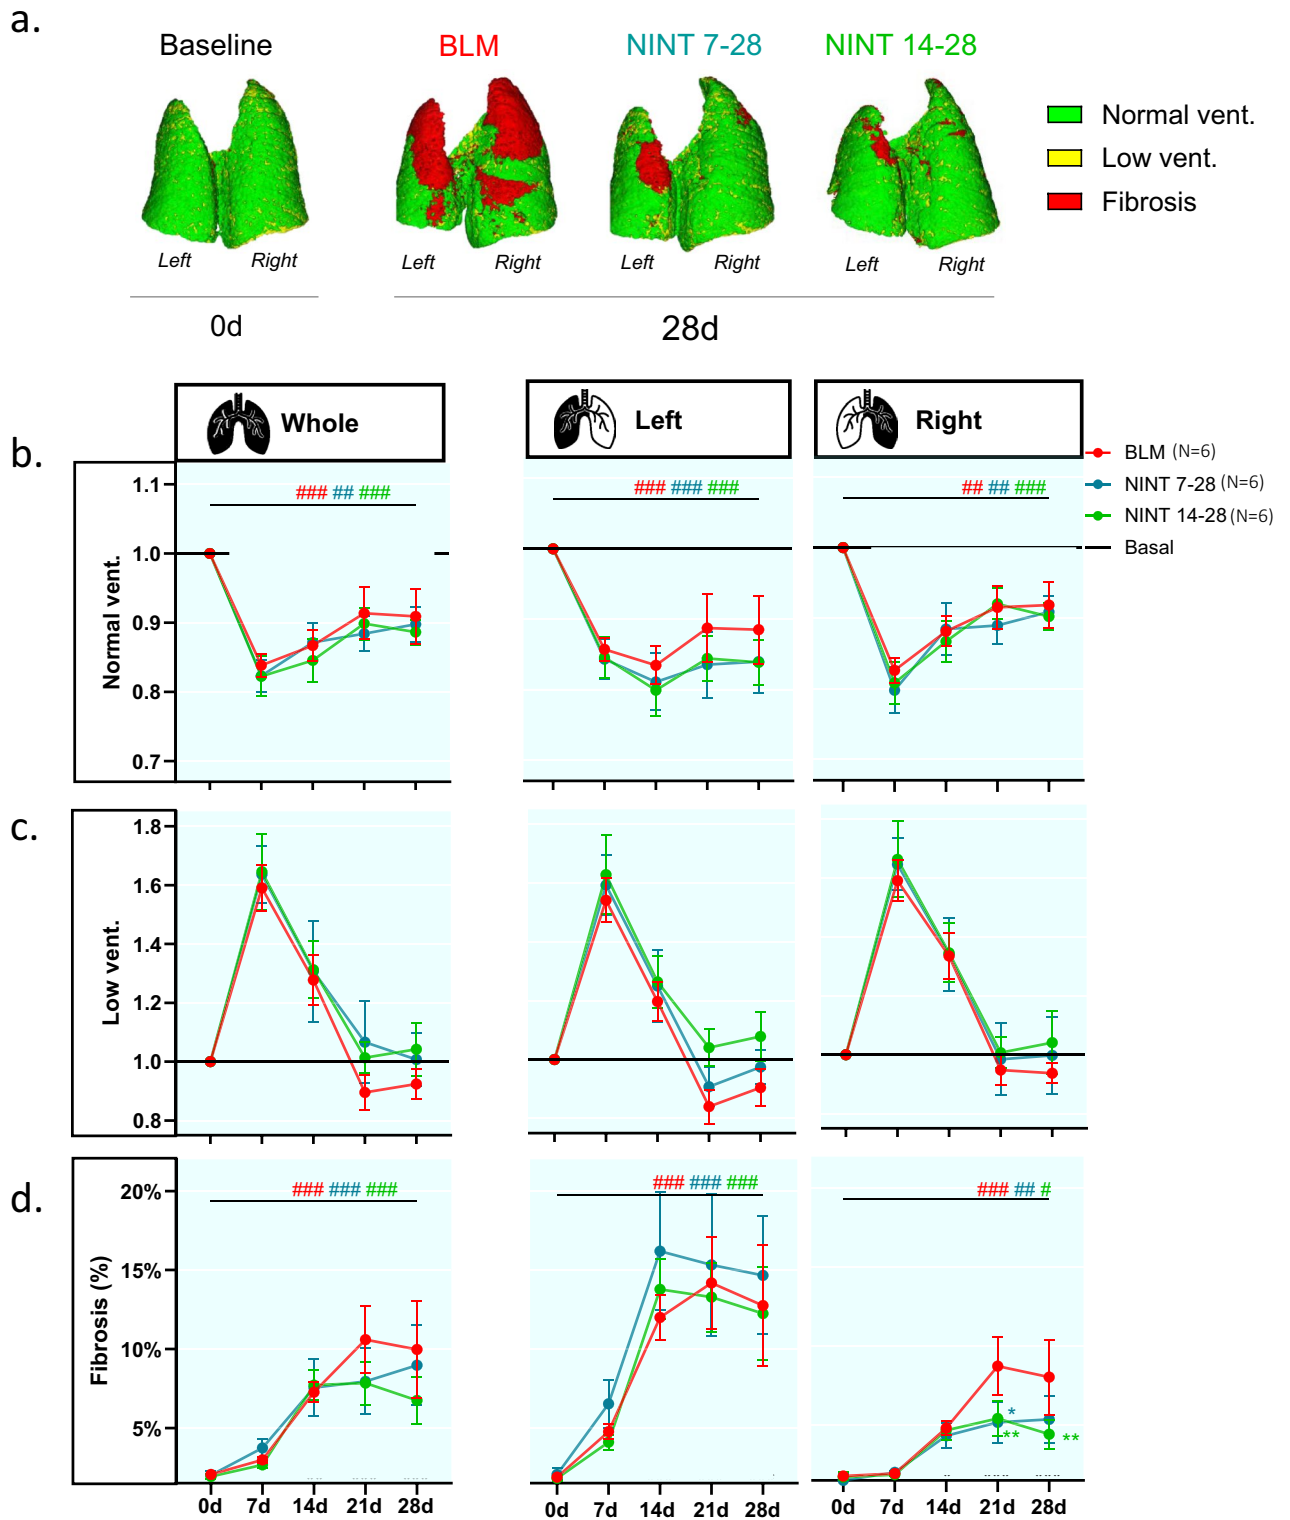 a.
Baseline BLM NINT 7-28 NINT 14-28
Normal vent.
Low vent.
Fibrosis
Left Right Left Right Left Right Left Right
0d 28d
Whole Left Right
b.
BLM (N=6)
NINT 7-28 (N=6)
NINT 14-28 (N=6)
Basal
Normal vent.
1.1
1.0
0.9
0.8
0.7
### ## ###
### ### ###
## ## ###
c.
Low vent.
1.8
1.6
1.4
1.2
1.0
0.8
d.
Fibrosis (%)
20%
15%
10%
5%
### ### ###
### ### ###
### ## #
*
**
**
0d 7d 14d 21d 28d
0d 7d 14d 21d 28d
0d 7d 14d 21d 28d